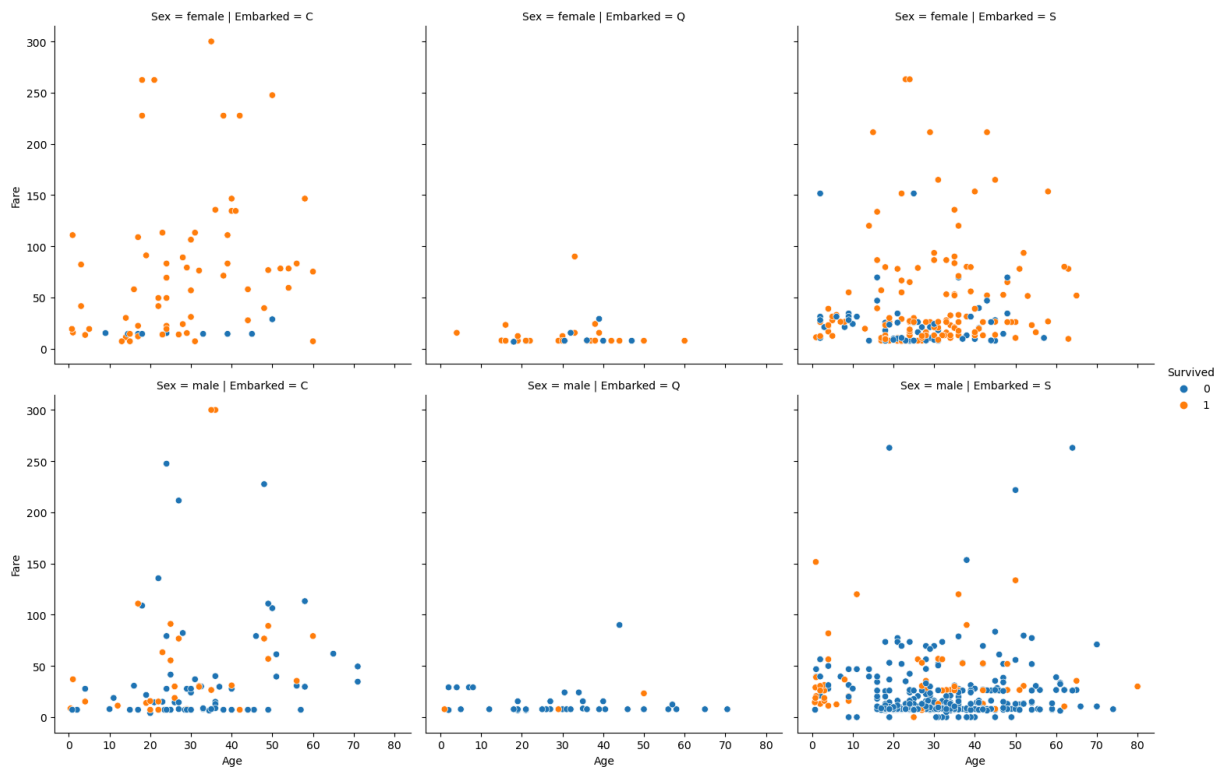 Sex = female | Embarked = C
Sex = female | Embarked = Q
Sex = female | Embarked = S
300
250
200
150
100
50
0
Fare
Sex = male | Embarked = C
Sex = male | Embarked = Q
Sex = male | Embarked = S
Survived
0
1
300
250
200
150
100
50
0
Fare
0 10 20 30 40 50 60 70 80
Age
0 10 20 30 40 50 60 70 80
Age
0 10 20 30 40 50 60 70 80
Age